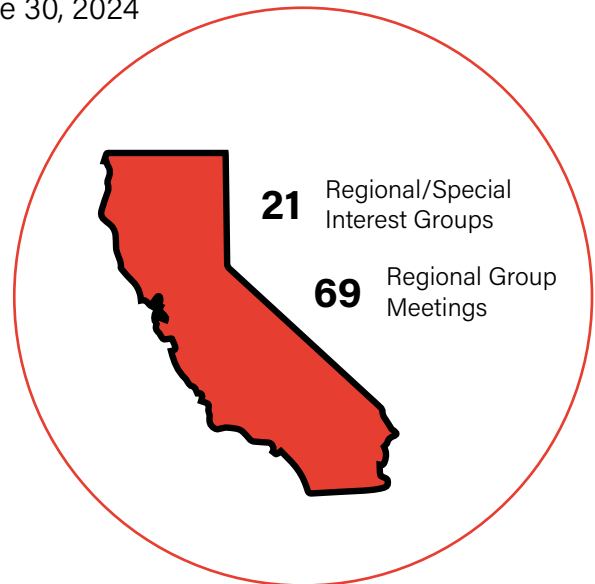 e 30, 2024
21
Regional/Special
Interest Groups
69
Regional Group
Meetings